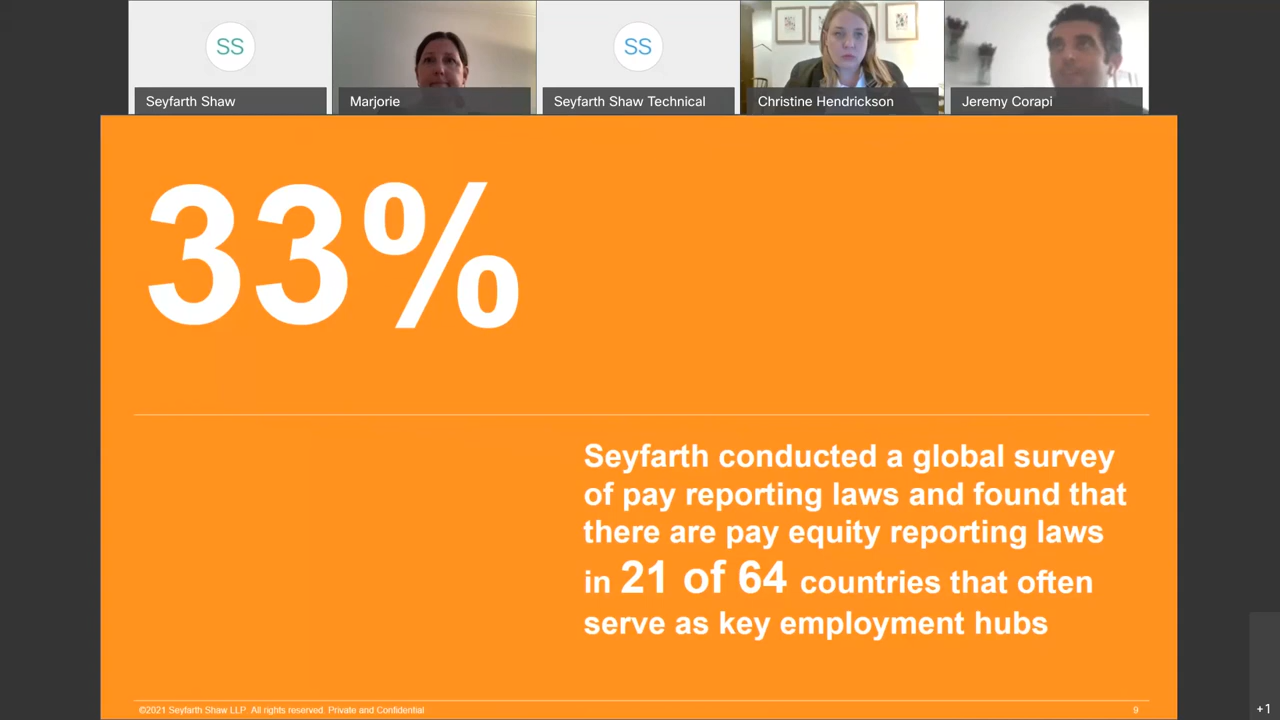 SS
SS
Seyfarth Shaw
Marjorie
Seyfarth Shaw Technical
Christine Hendrickson
Jeremy Corapi
33%
Seyfarth conducted a global survey
of pay reporting laws and found that
there are pay equity reporting laws
in 21 of 64 countries that often
serve as key employment hubs
©2021 Seyfarth Shaw LLP All rights reserved. Private and Confidential
9
+1